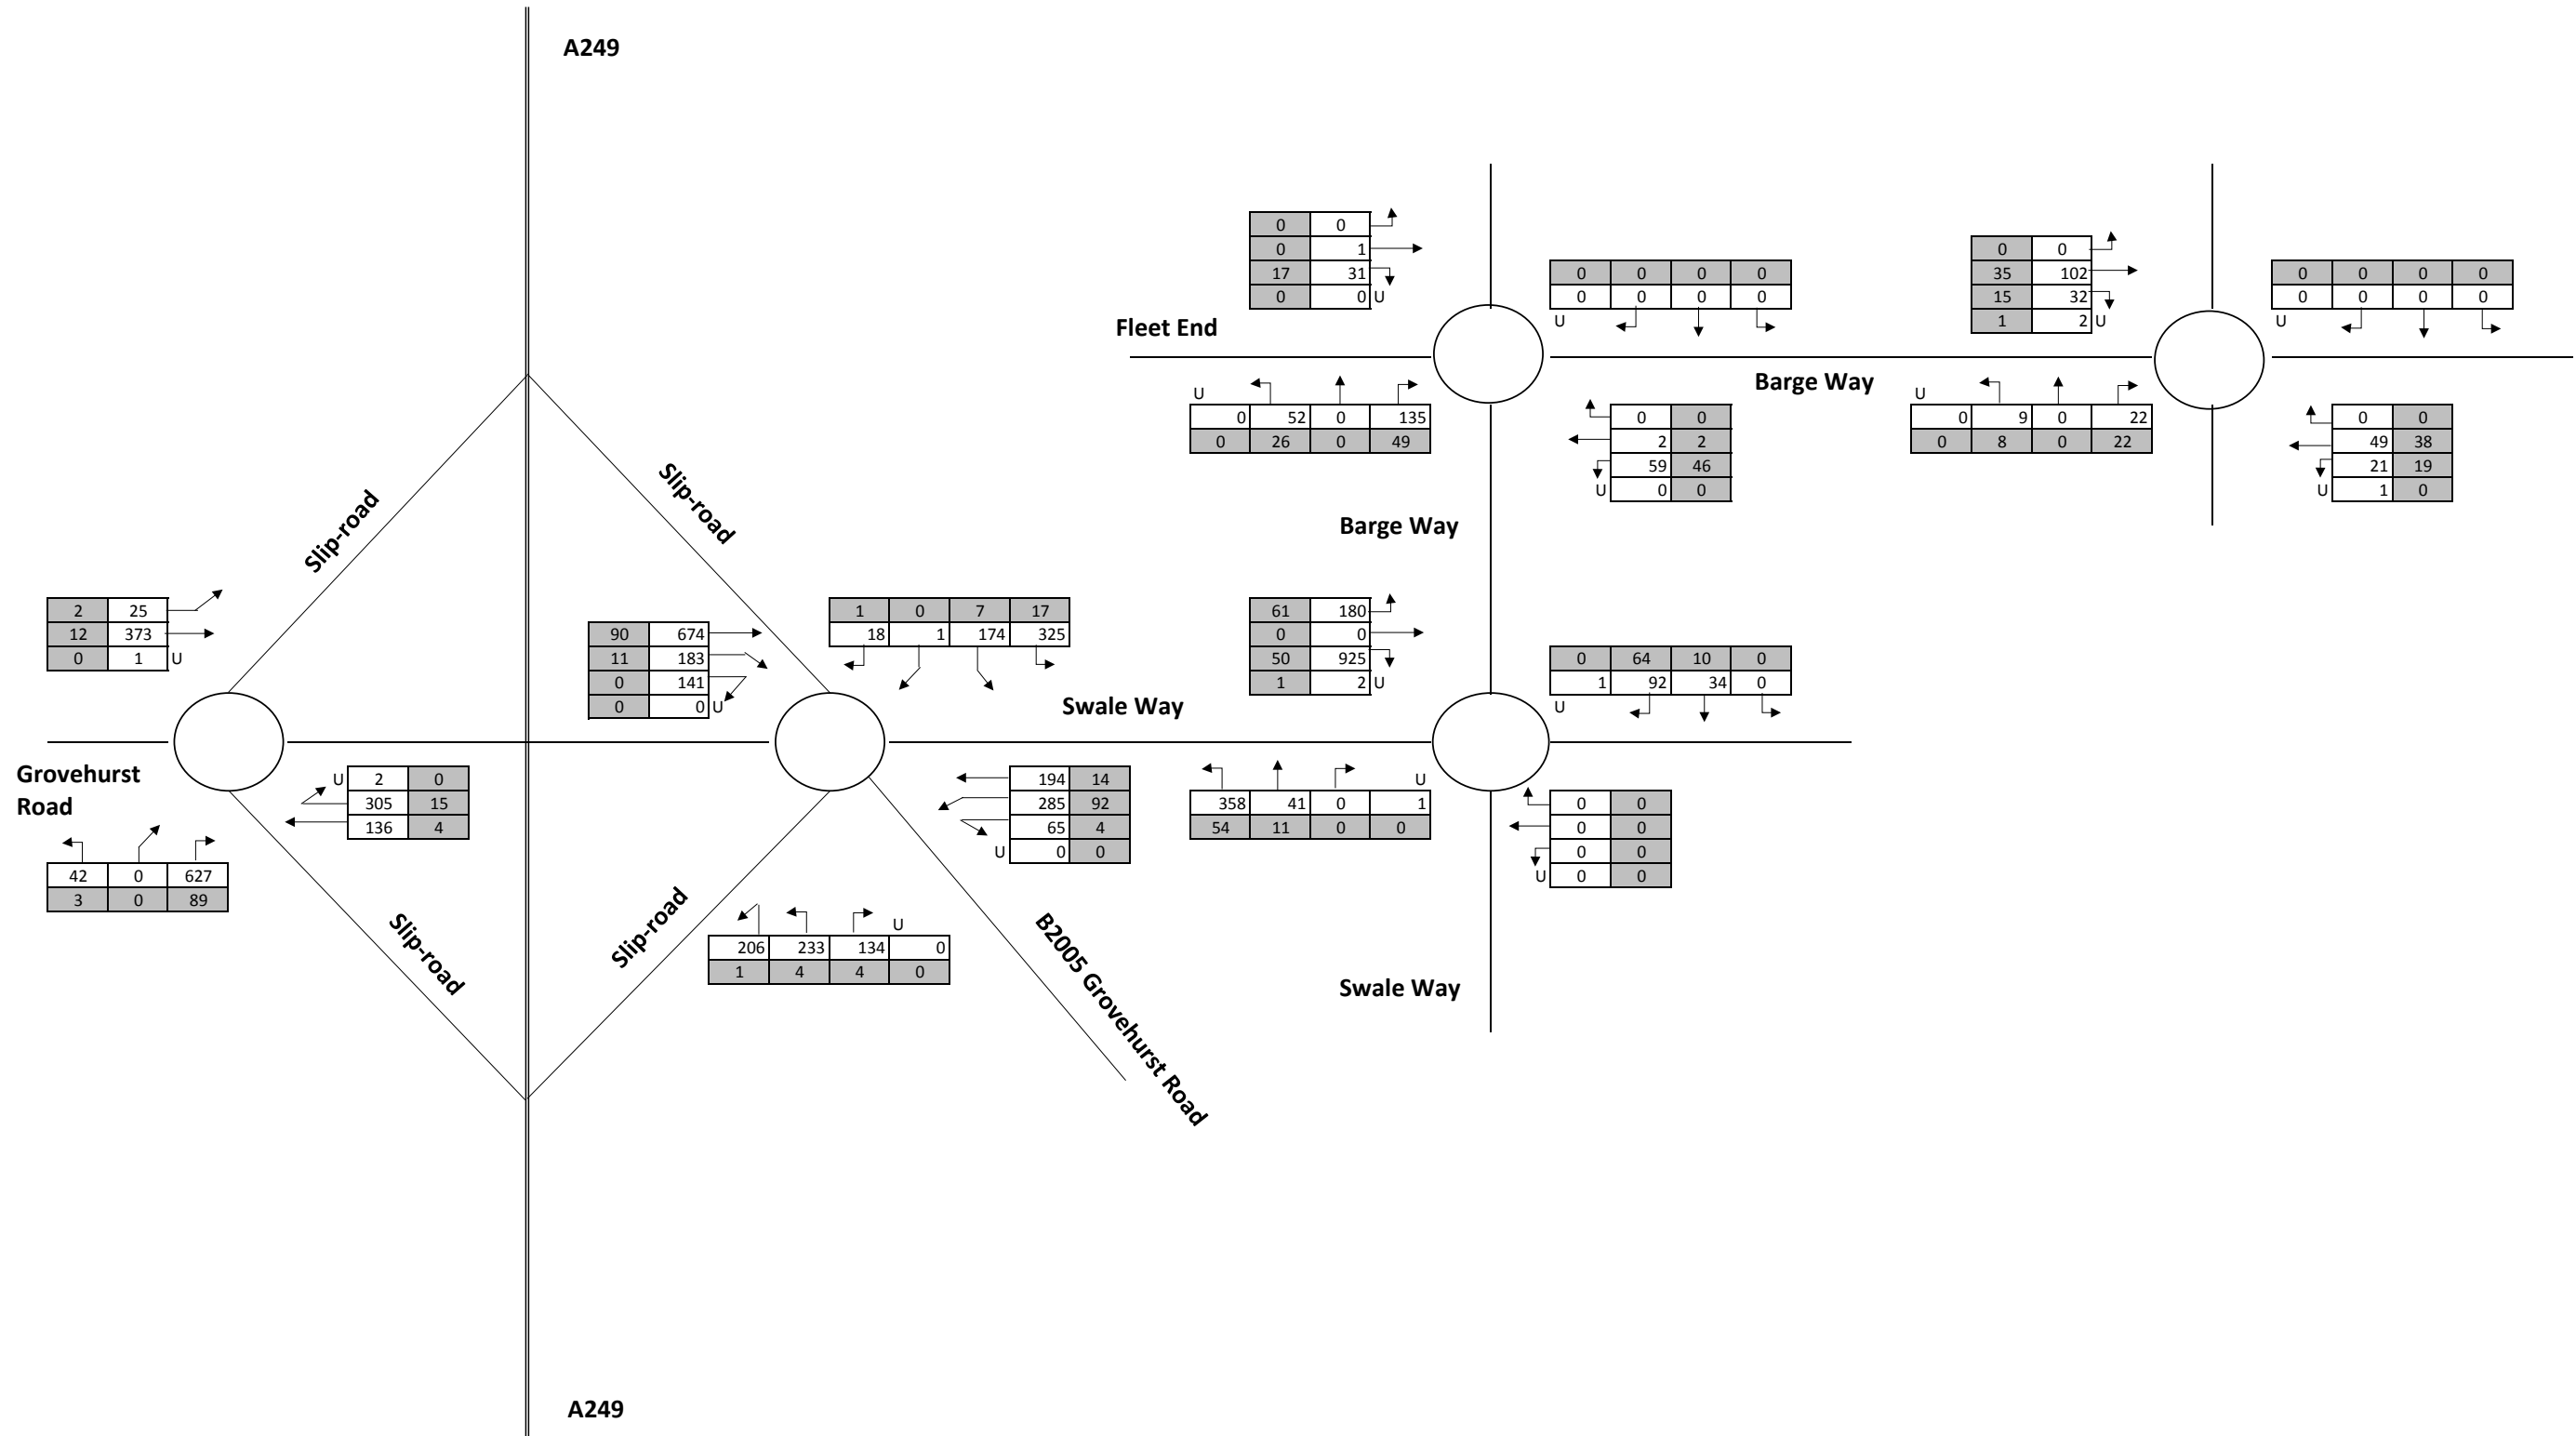 A249
0 0
0 1
17 31
0 0 U
0 0 0 0
0 0 0 0
U
0 0
35 102
15 32
1 2 U
0 0 0 0
0 0 0 0
U
Fleet End
Barge Way
U
0 52 0 135
0 26 0 49
0 0
2 2
59 46
U 0 0
U
0 9 0 22
0 8 0 22
0 0
49 38
21 19
U 1 0
Slip-road
Slip-road
Barge Way
2 25
12 373
0 1 U
90 674
11 183
0 141
0 0 U
1 0 7 17
18 1 174 325
61 180
0 0
50 925
1 2 U
0 64 10 0
1 92 34 0
U
Swale Way
Grovehurst
Road
U 2 0
305 15
136 4
42 0 627
3 0 89
194 14
285 92
65 4
U 0 0
U
358 41 0 1
54 11 0 0
0 0
0 0
0 0
U 0 0
Slip-road
Slip-road
U
206 233 134 0
1 4 4 0
B2005 Grovehurst Road
Swale Way
A249